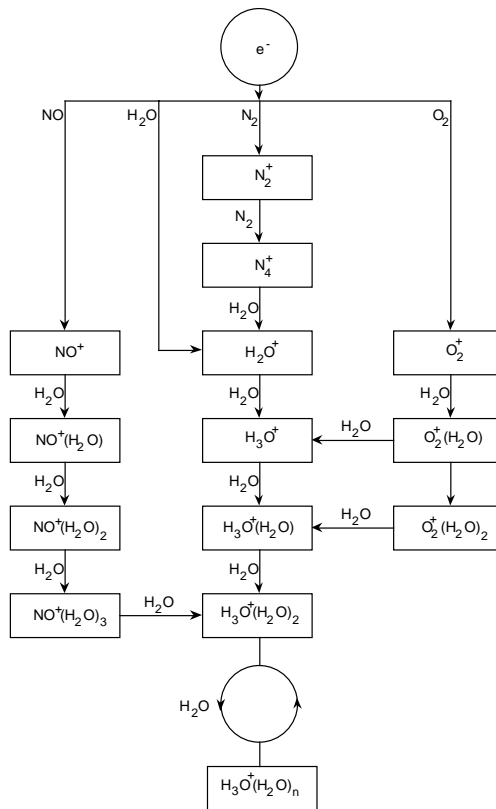 e⁻
NO H₂O N₂ O₂
N₂⁺
N₂
N₄⁺
H₂O
NO⁺ H₂O⁺ O₂⁺
H₂O H₂O H₂O
NO⁺(H₂O) H₃O⁺ H₂O O₂⁺(H₂O)
H₂O H₂O
NO⁺(H₂O)₂ H₃O⁺(H₂O) H₂O O₂⁺(H₂O)₂
H₂O H₂O
NO⁺(H₂O)₃ H₂O H₃O⁺(H₂O)₂
H₂O
H₃O⁺(H₂O)ₙ